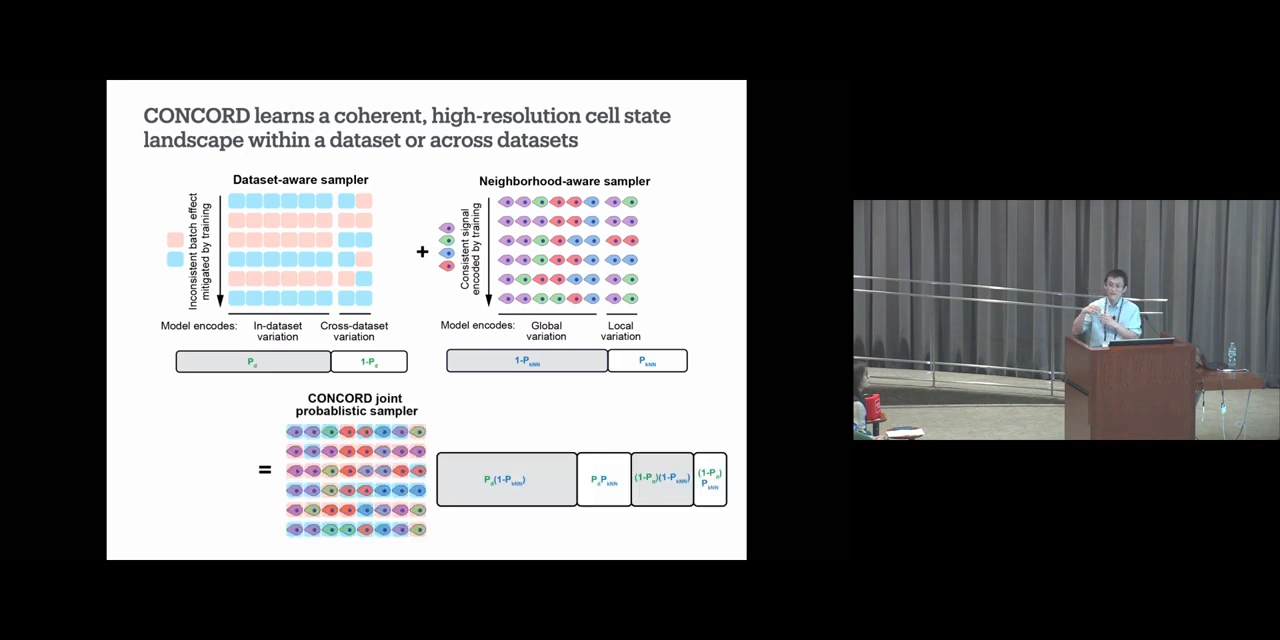 CONCORD learns a coherent, high-resolution cell state
landscape within a dataset or across datasets
Dataset-aware sampler
Inconsistent batch effect
mitigated by training
Model encodes:
In-dataset
variation
Cross-dataset
variation
Pd
1-Pd
+
Neighborhood-aware sampler
Consistent signal
encoded by training
Model encodes:
Global
variation
Local
variation
1-PkNN
PkNN
=
CONCORD joint
probablistic sampler
Pd(1-PkNN)
PdPkNN
(1-Pd)(1-PkNN)
(1-Pd)
PkNN